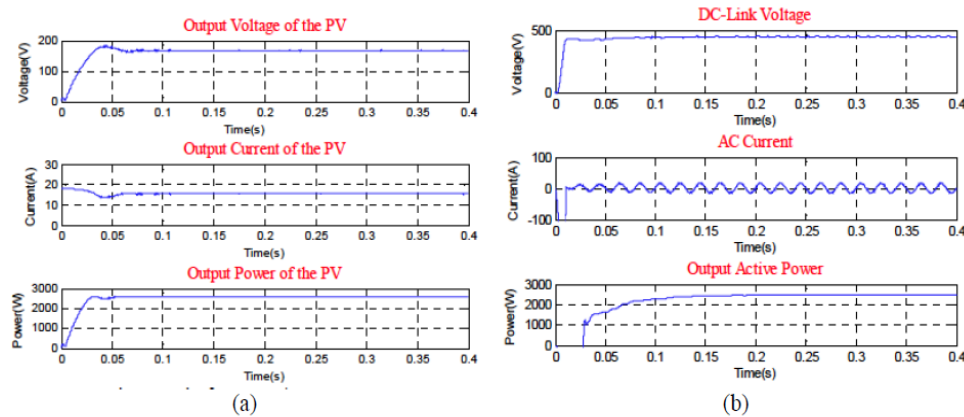 Output Voltage of the PV
200
100
0
Voltage(V)
0 0.05 0.1 0.15 0.2 0.25 0.3 0.35 0.4
Time(s)
Output Current of the PV
30
20
10
0
Current(A)
0 0.05 0.1 0.15 0.2 0.25 0.3 0.35 0.4
Time(s)
Output Power of the PV
3000
2000
1000
0
Power(W)
0 0.05 0.1 0.15 0.2 0.25 0.3 0.35 0.4
Time(s)
(a)
DC-Link Voltage
500
0
Voltage(V)
0 0.05 0.1 0.15 0.2 0.25 0.3 0.35 0.4
Time(s)
AC Current
100
0
-100
Current(A)
0 0.05 0.1 0.15 0.2 0.25 0.3 0.35 0.4
Time(s)
Output Active Power
3000
2000
1000
0
Power(W)
0 0.05 0.1 0.15 0.2 0.25 0.3 0.35 0.4
Time(s)
(b)